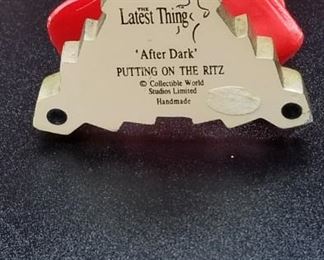 THE
Latest Thing
'After Dark'
PUTTING ON THE RITZ
© Collectible World
Studios Limited
Handmade